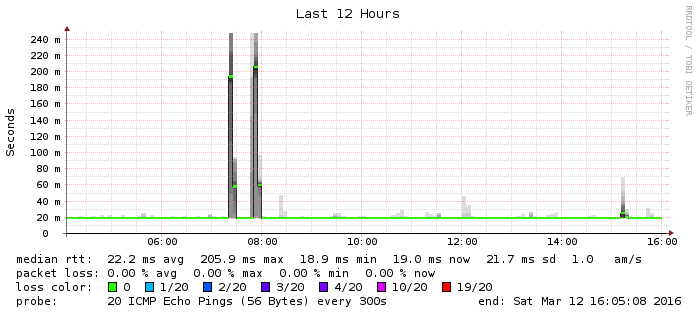 Last 12 Hours
RRDTOOL / TOBI OETIKER
Seconds
240 m
220 m
200 m
180 m
160 m
140 m
120 m
100 m
80 m
60 m
40 m
20 m
0
06:00 08:00 10:00 12:00 14:00 16:00
median rtt: 22.2 ms avg 205.9 ms max 18.9 ms min 19.0 ms now 21.7 ms sd 1.0 am/s
packet loss: 0.00 % avg 0.00 % max 0.00 % min 0.00 % now
loss color: 0 1/20 2/20 3/20 4/20 10/20 19/20
probe: 20 ICMP Echo Pings (56 Bytes) every 300s end: Sat Mar 12 16:05:08 2016